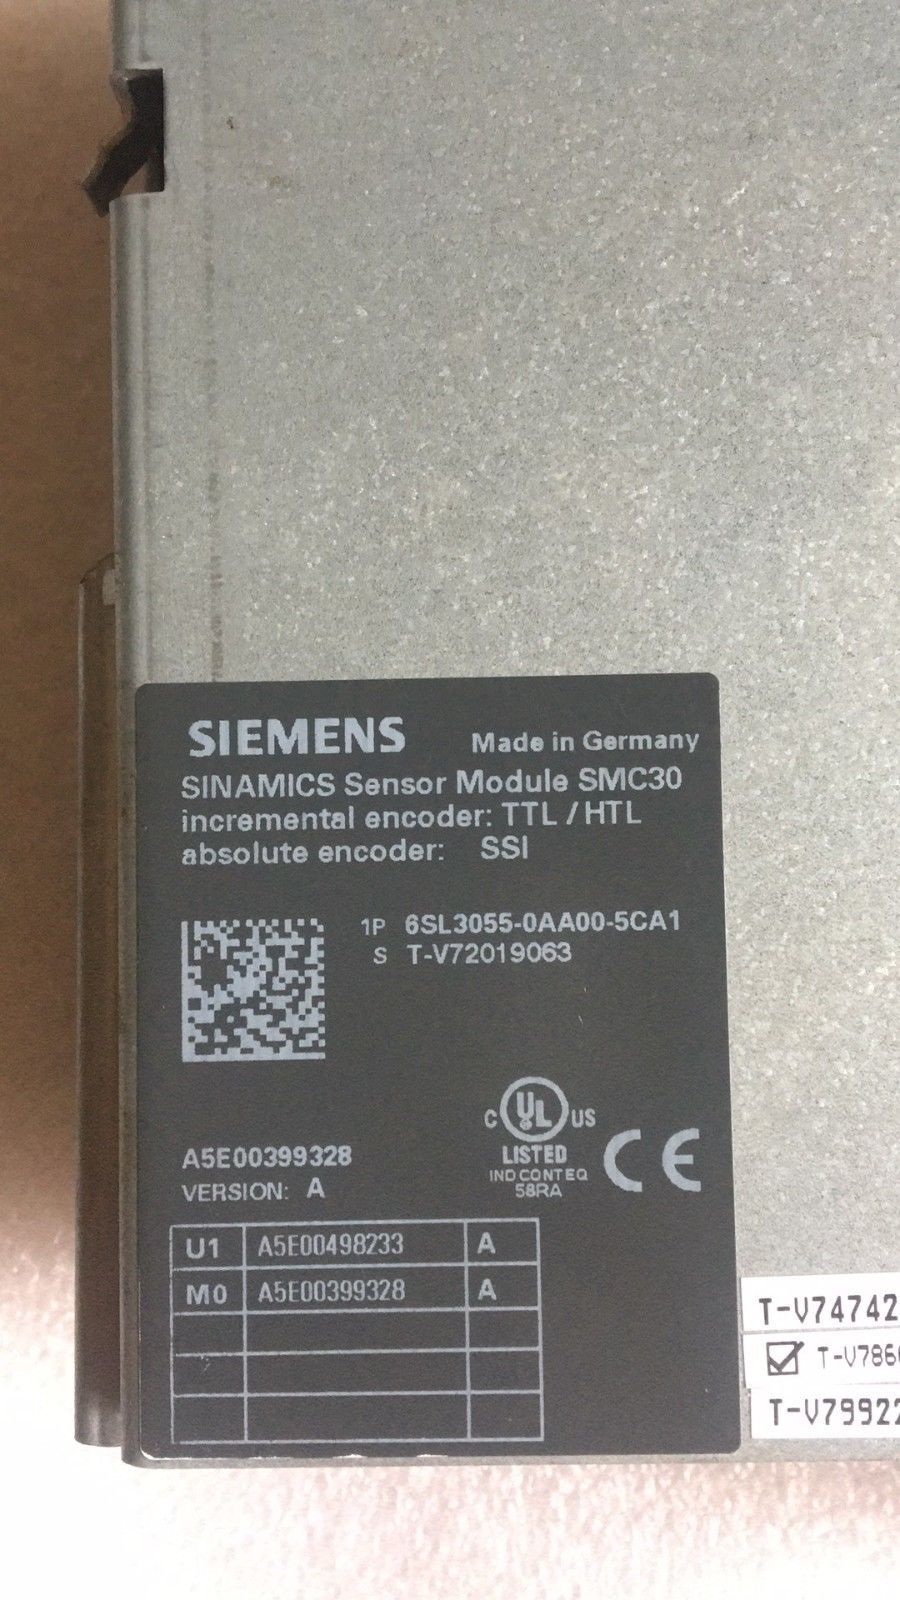 SIEMENS Made in Germany
SINAMICS Sensor Module SMC30
incremental encoder: TTL / HTL
absolute encoder: SSI
1P 6SL3055-0AA00-5CA1
S T-V72019063
C UL US
LISTED
IND CONT EQ
58RA
CE
A5E00399328
VERSION: A
U1 A5E00498233 A
M0 A5E00399328 A
T-V74742
T-V786
T-V79922